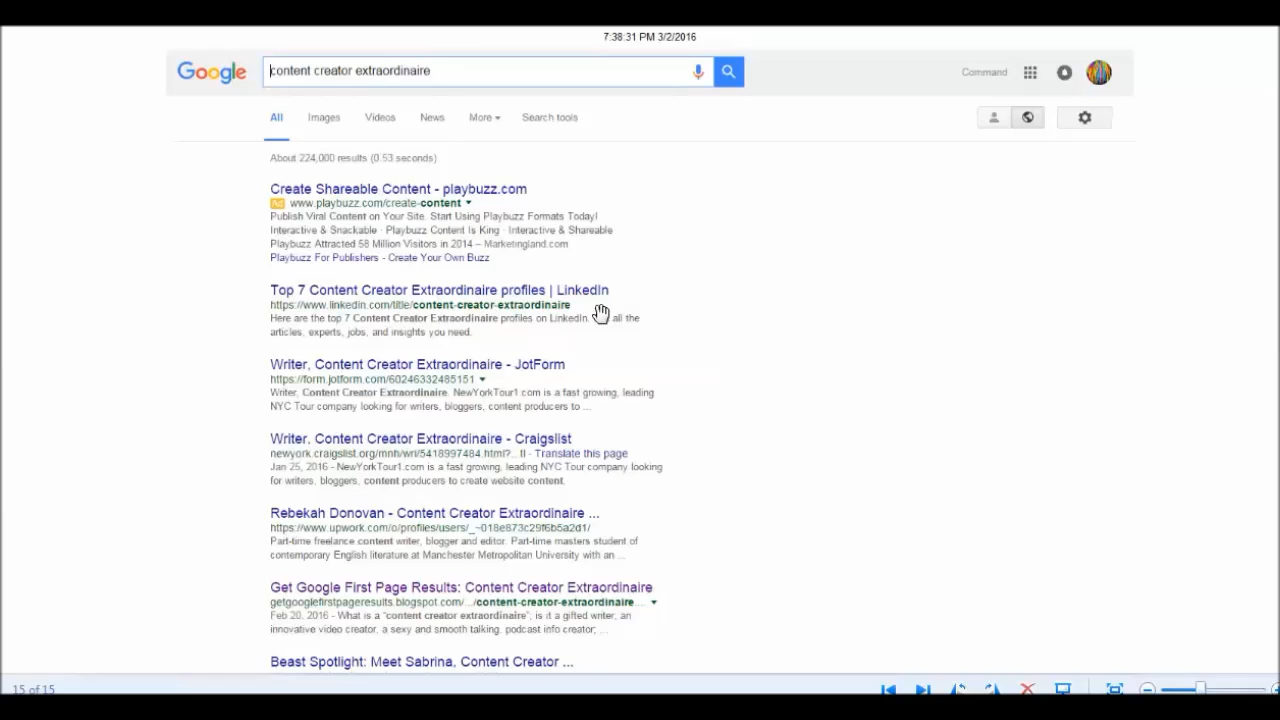 7:38:31 PM 3/2/2016
Google
content creator extraordinaire
Command
All Images Videos News More Search tools
About 224,000 results (0.53 seconds)
Create Shareable Content - playbuzz.com
Ad www.playbuzz.com/create-content
Publish Viral Content on Your Site. Start Using Playbuzz Formats Today!
Interactive & Snackable · Playbuzz Content Is King · Interactive & Shareable
Playbuzz Attracted 58 Million Visitors in 2014 – Marketingland.com
Playbuzz For Publishers - Create Your Own Buzz
Top 7 Content Creator Extraordinaire profiles | LinkedIn
https://www.linkedin.com/title/content-creator-extraordinaire
Here are the top 7 Content Creator Extraordinaire profiles on LinkedIn. all the
articles, experts, jobs, and insights you need.
Writer, Content Creator Extraordinaire - JotForm
https://form.jotform.com/60246332485151
Writer, Content Creator Extraordinaire. NewYorkTour1.com is a fast growing, leading
NYC Tour company looking for writers, bloggers, content producers to ...
Writer, Content Creator Extraordinaire - Craigslist
newyork.craigslist.org/mnh/wri/5418997484.html?...tl - Translate this page
Jan 25, 2016 - NewYorkTour1.com is a fast growing, leading NYC Tour company looking
for writers, bloggers, content producers to create website content.
Rebekah Donovan - Content Creator Extraordinaire ...
https://www.upwork.com/o/profiles/users/_~018e673c29f6b5a2d1/
Part-time freelance content writer, blogger and editor. Part-time masters student of
contemporary English literature at Manchester Metropolitan University with an ...
Get Google First Page Results: Content Creator Extraordinaire
getgooglefirstpageresults.blogspot.com/.../content-creator-extraordinaire...
Feb 20, 2016 - What is a "content creator extraordinaire", is it a gifted writer, an
innovative video creator, a sexy and smooth talking, podcast info creator; ...
Beast Spotlight: Meet Sabrina, Content Creator ...
15 of 15